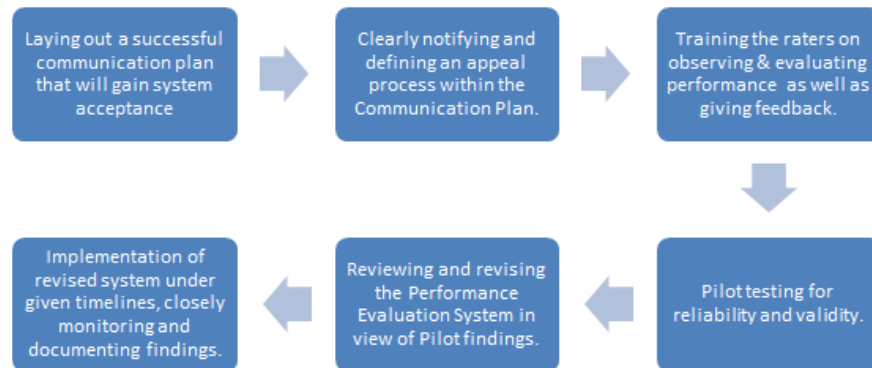 Laying out a successful
communication plan
that will gain system
acceptance
Clearly notifying and
defining an appeal
process within the
Communication Plan.
Training the raters on
observing & evaluating
performance as well as
giving feedback.
Pilot testing for
reliability and validity.
Reviewing and revising
the Performance
Evaluation System in
view of Pilot findings.
Implementation of
revised system under
given timelines, closely
monitoring and
documenting findings.